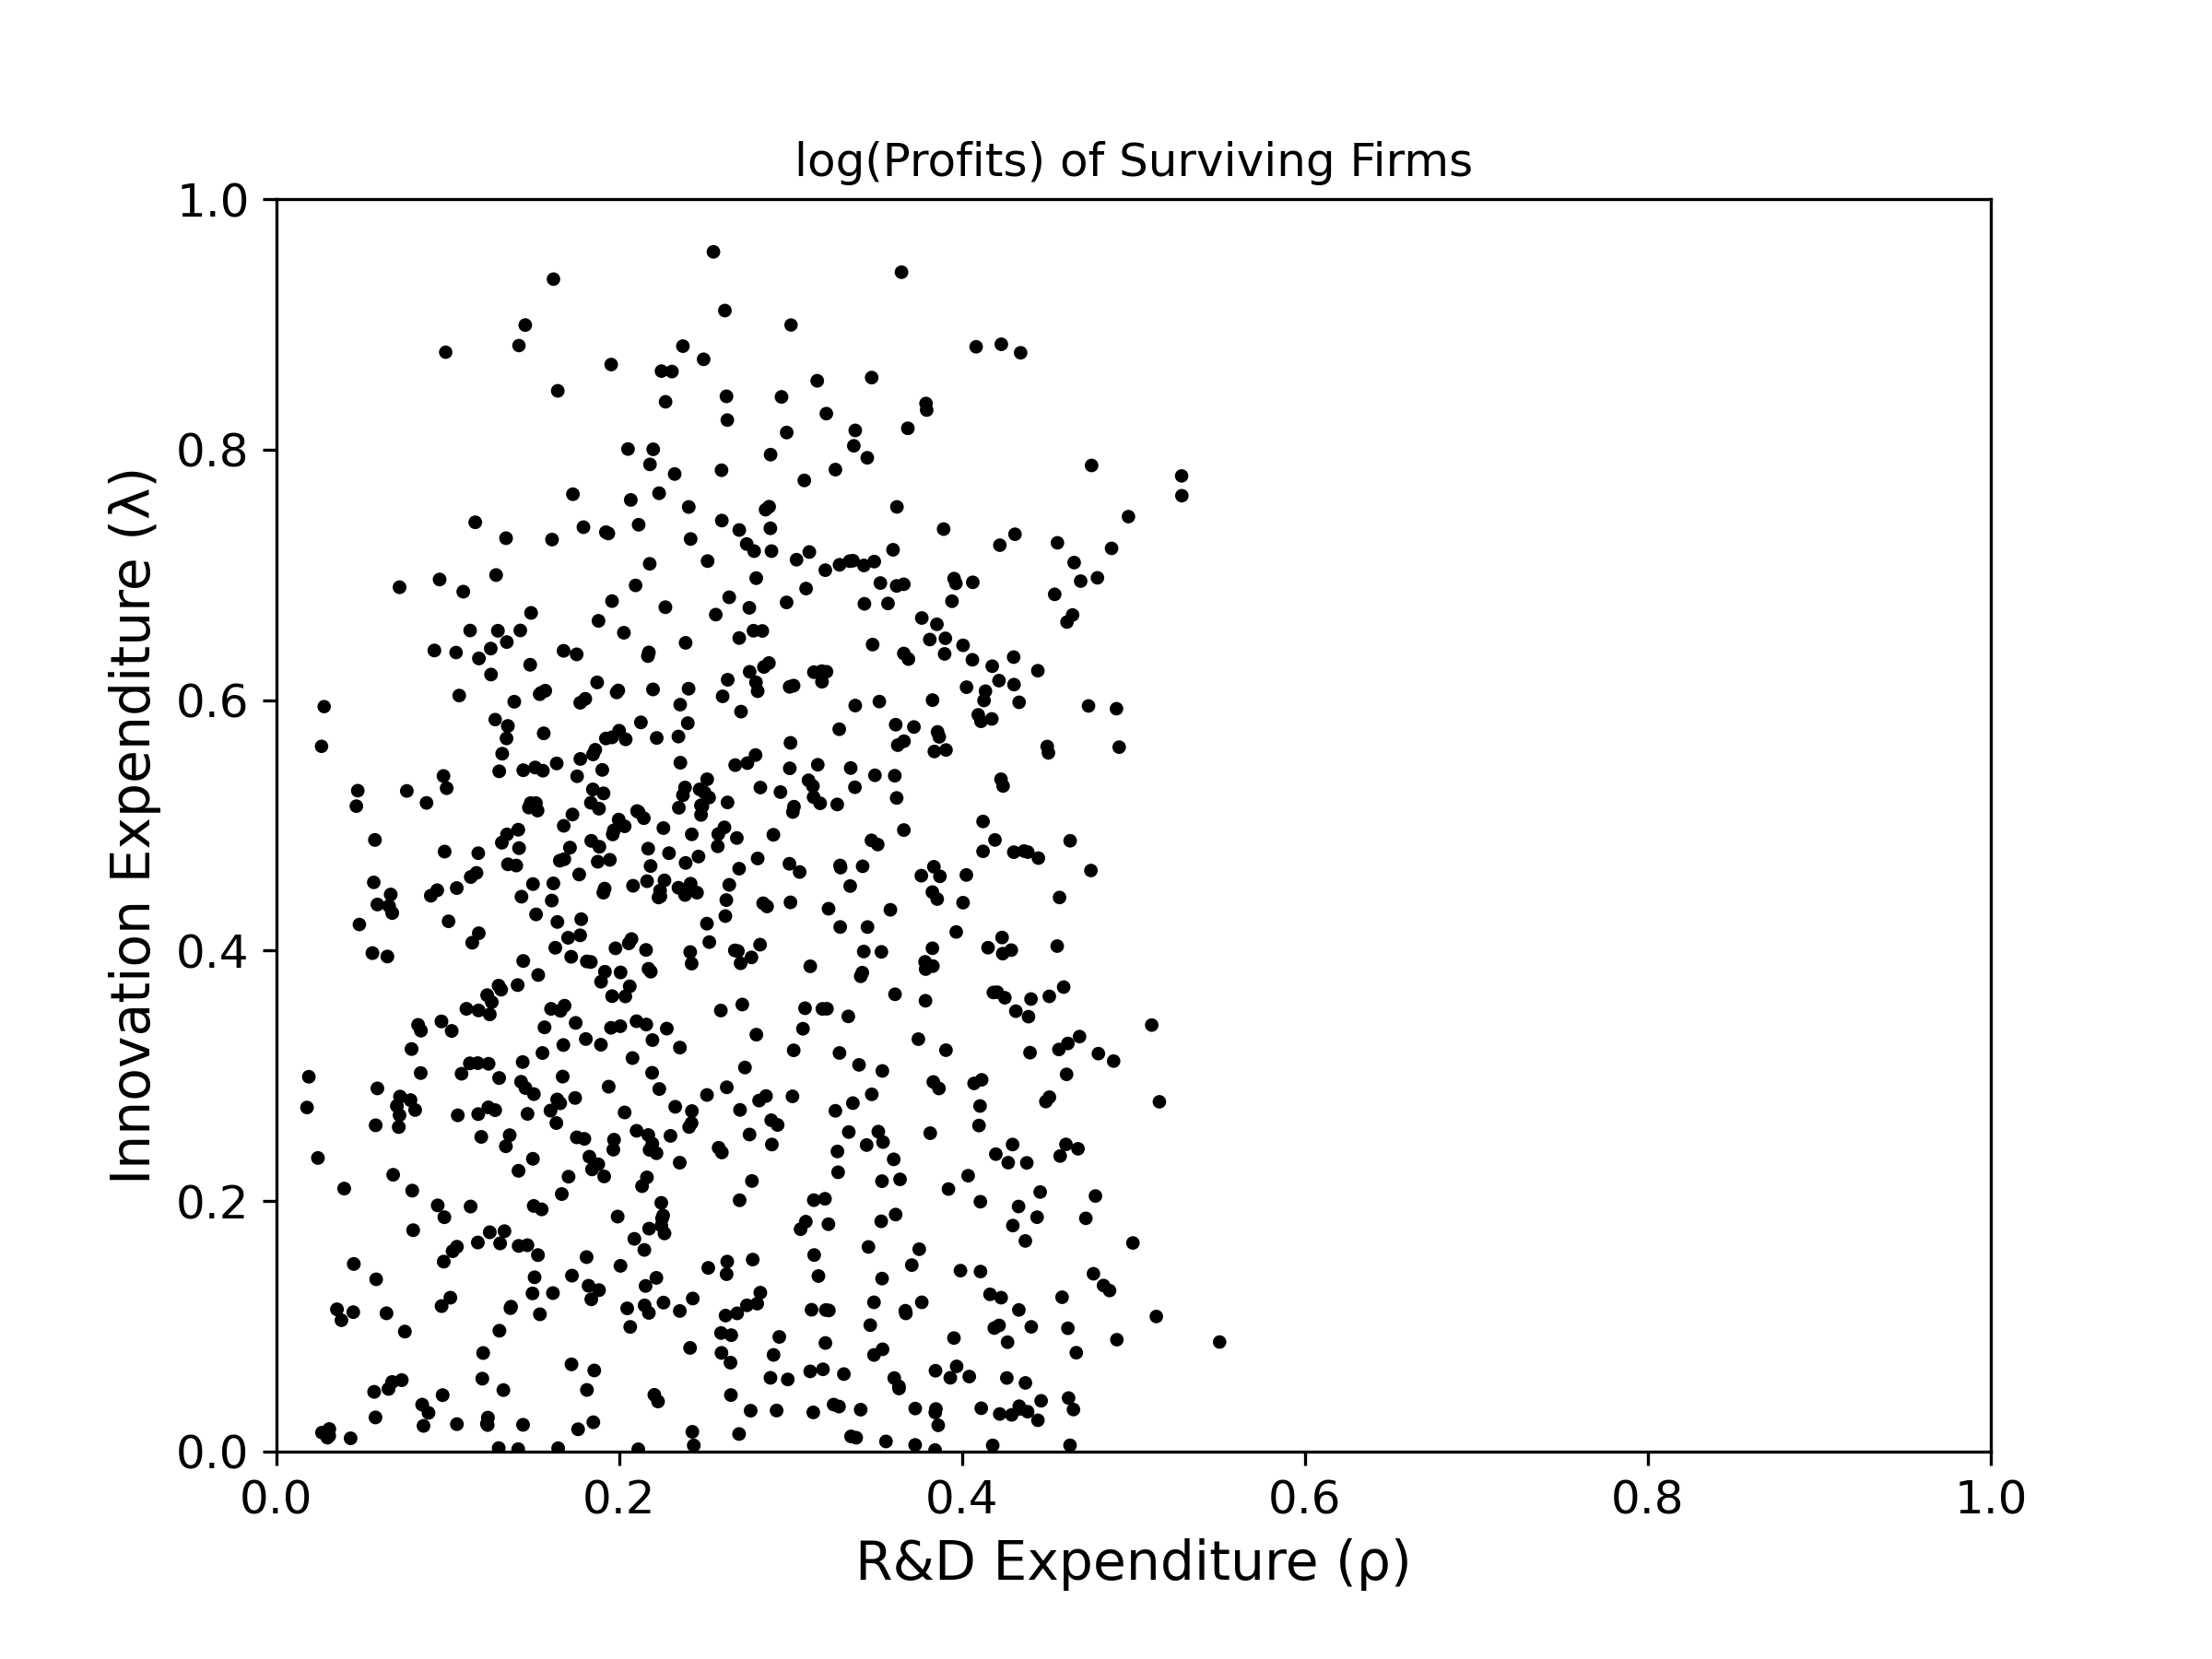 log(Profits) of Surviving Firms
1.0
0.8
0.6
0.4
0.2
0.0
Innovation Expenditure (λ)
0.0 0.2 0.4 0.6 0.8 1.0
R&D Expenditure (ρ)